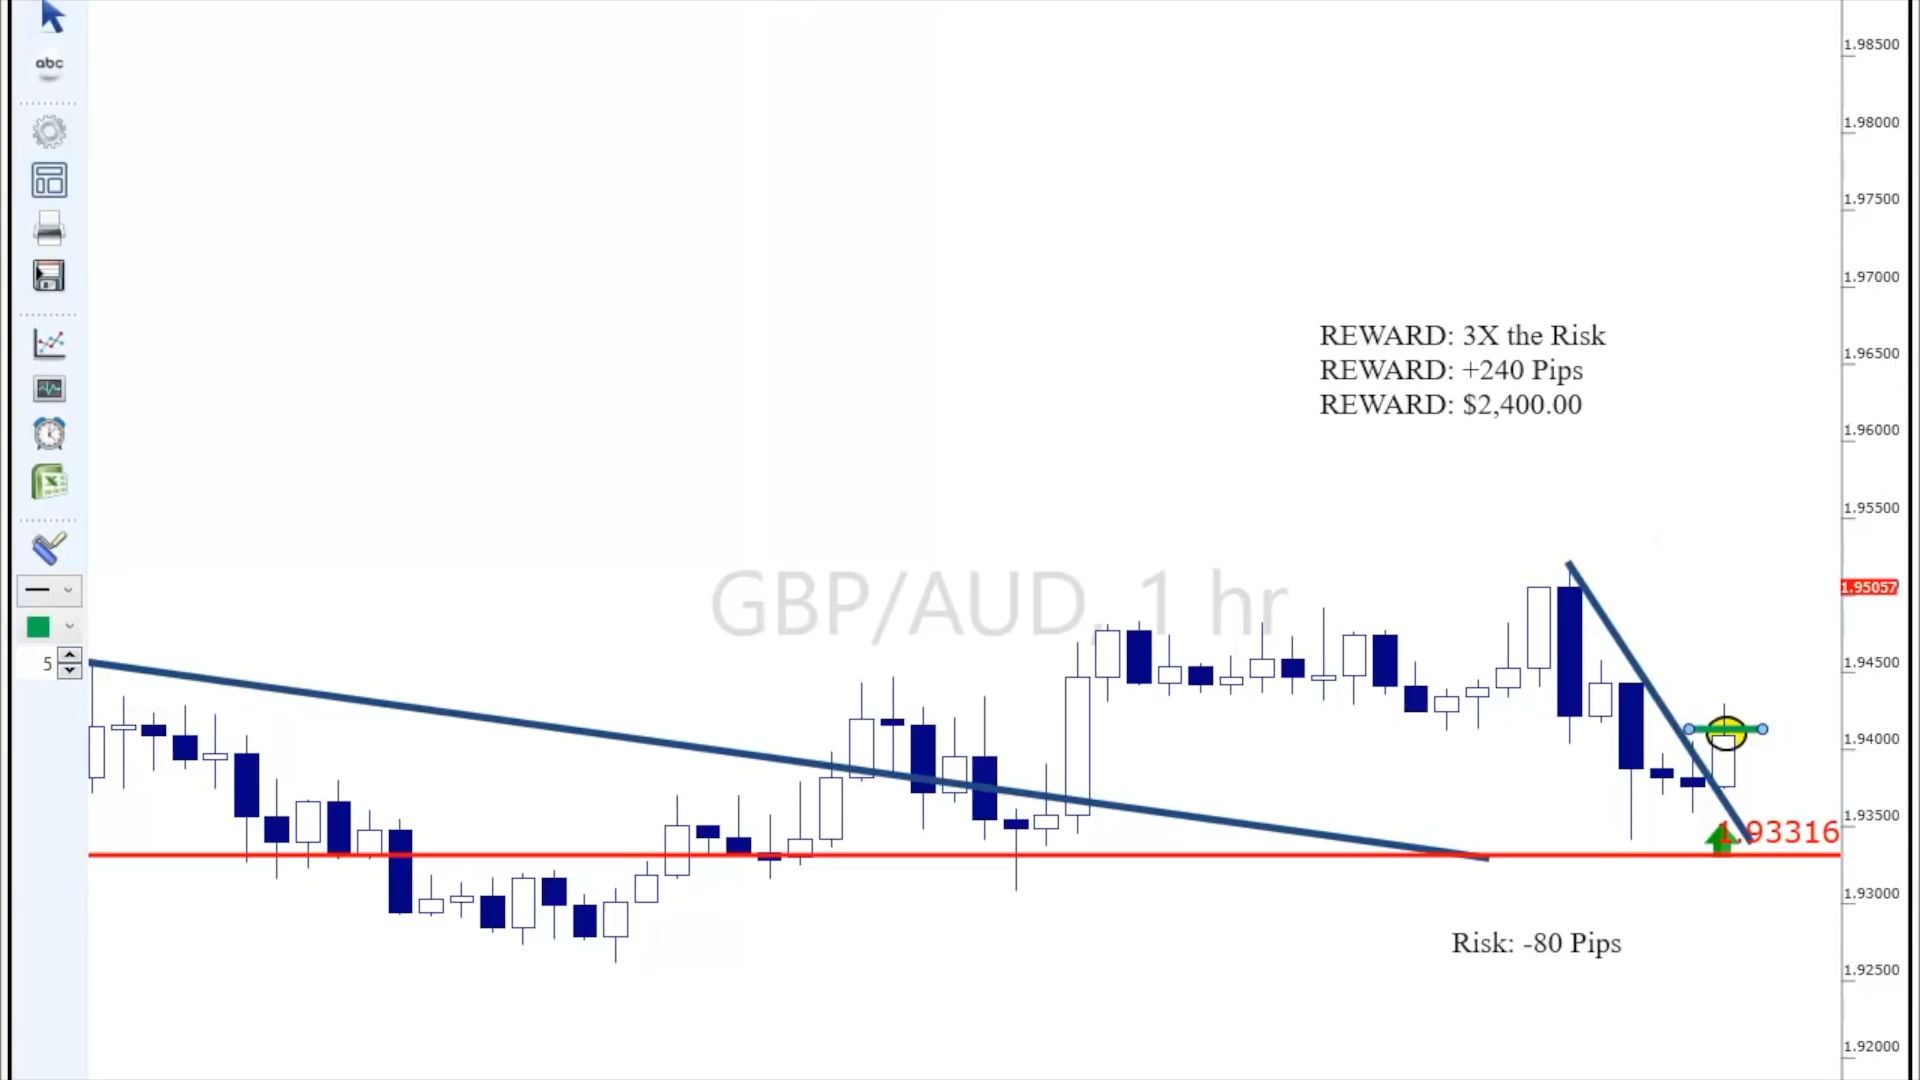 abc
5
GBP/AUD, 1 hr
REWARD: 3X the Risk
REWARD: +240 Pips
REWARD: $2,400.00
1.93316
Risk: -80 Pips
1.98500
1.98000
1.97500
1.97000
1.96500
1.96000
1.95500
1.95057
1.94500
1.94000
1.93500
1.93000
1.92500
1.92000